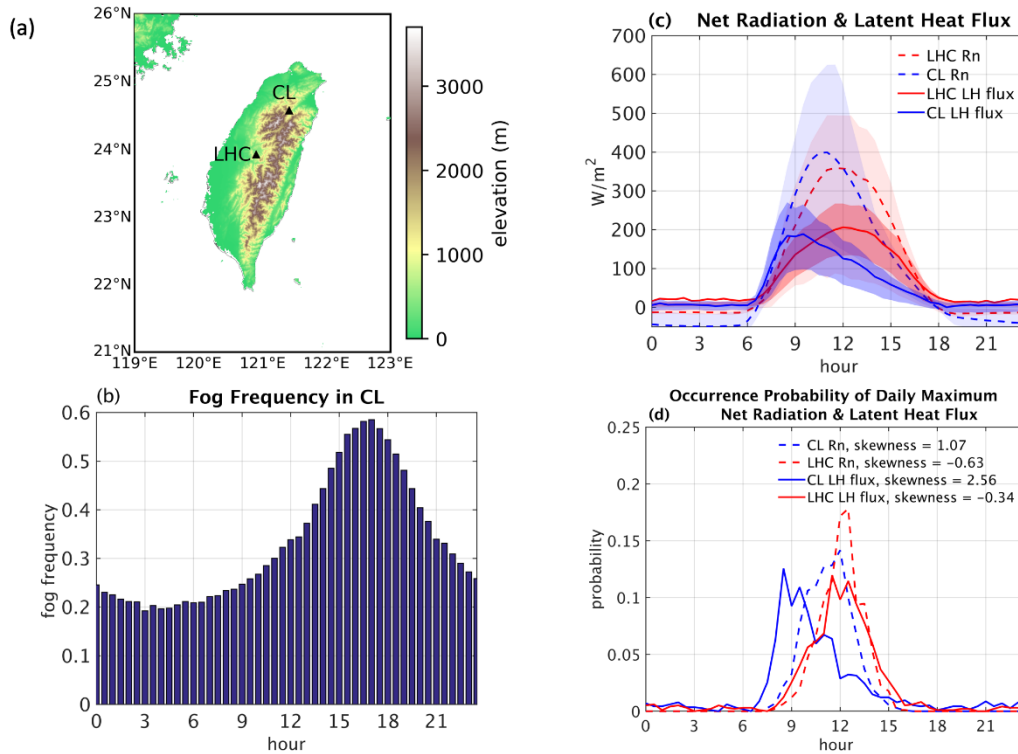 (a)
26°N
25°N
24°N
23°N
22°N
21°N
119°E
120°E
121°E
122°E
123°E
CL
LHC
3000
2000
1000
0
elevation (m)
(b)
Fog Frequency in CL
0.6
0.5
0.4
0.3
0.2
0.1
0
fog frequency
0 3 6 9 12 15 18 21
hour
(c)
Net Radiation & Latent Heat Flux
700
600
500
400
300
200
100
0
W/m²
LHC Rn
CL Rn
LHC LH flux
CL LH flux
0 3 6 9 12 15 18 21
hour
(d)
Occurrence Probability of Daily Maximum
Net Radiation & Latent Heat Flux
0.25
0.2
0.15
0.1
0.05
0
probability
CL Rn, skewness = 1.07
LHC Rn, skewness = −0.63
CL LH flux, skewness = 2.56
LHC LH flux, skewness = −0.34
0 3 6 9 12 15 18 21
hour